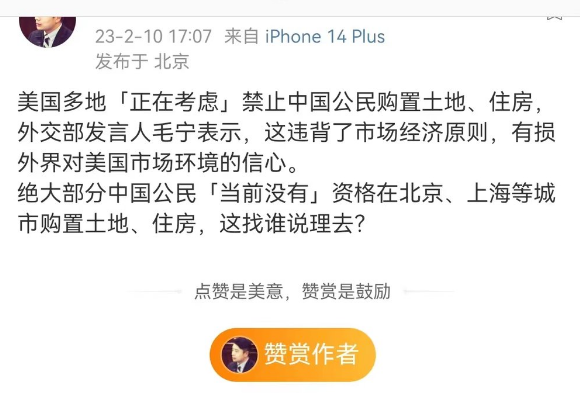 23-2-10 17:07 来自 iPhone 14 Plus
发布于 北京
美国多地「正在考虑」禁止中国公民购置土地、住房，
外交部发言人毛宁表示，这违背了市场经济原则，有损
外界对美国市场环境的信心。
绝大部分中国公民「当前没有」资格在北京、上海等城
市购置土地、住房，这找谁说理去？
点赞是美意，赞赏是鼓励
赞赏作者